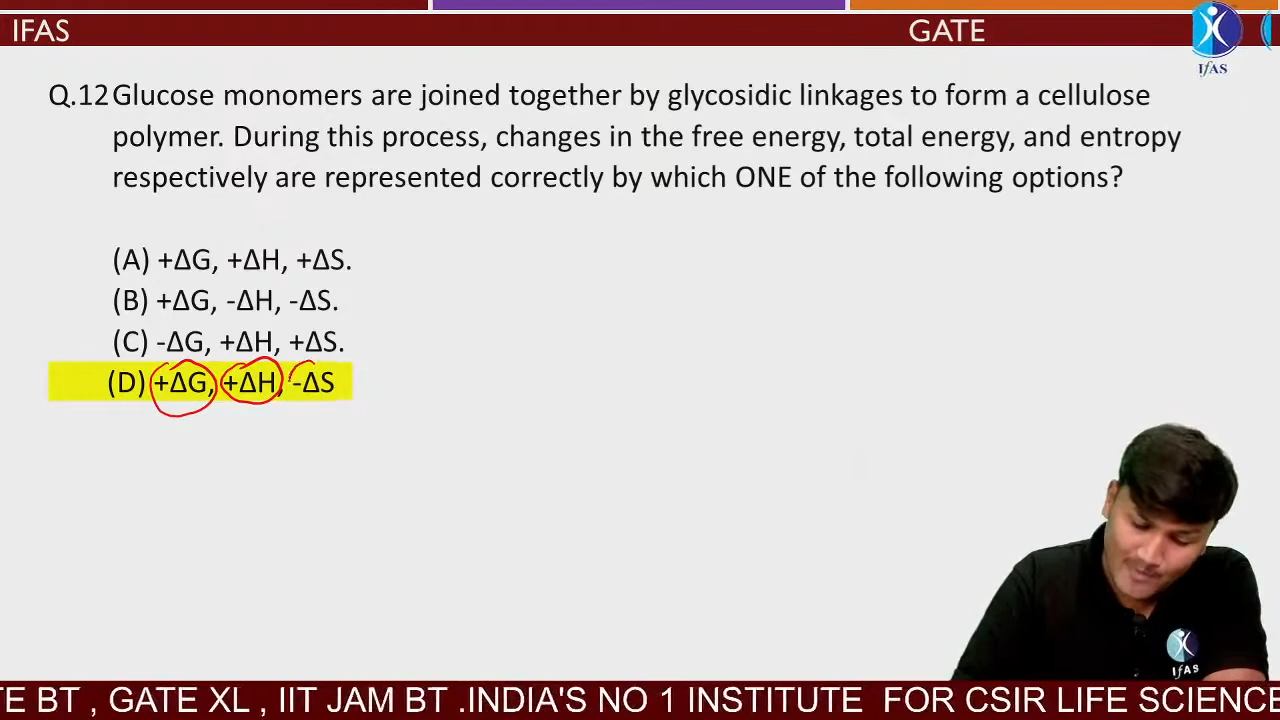 IFAS GATE
IfAS
Q.12 Glucose monomers are joined together by glycosidic linkages to form a cellulose
polymer. During this process, changes in the free energy, total energy, and entropy
respectively are represented correctly by which ONE of the following options?
(A) +ΔG, +ΔH, +ΔS.
(B) +ΔG, -ΔH, -ΔS.
(C) -ΔG, +ΔH, +ΔS.
(D) +ΔG, +ΔH, -ΔS
IfAS
TE BT , GATE XL , IIT JAM BT .INDIA'S NO 1 INSTITUTE FOR CSIR LIFE SCIENCE